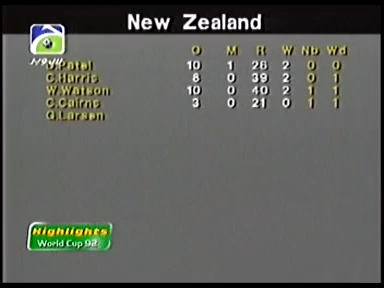 New Zealand
O M R W Nb Wd
D.Patel 10 1 26 2 0 0
C.Harris 8 0 39 2 0 1
W.Watson 10 0 40 2 1 1
C.Cairns 3 0 21 0 1 1
G.Larsen
Highlights
World Cup 92